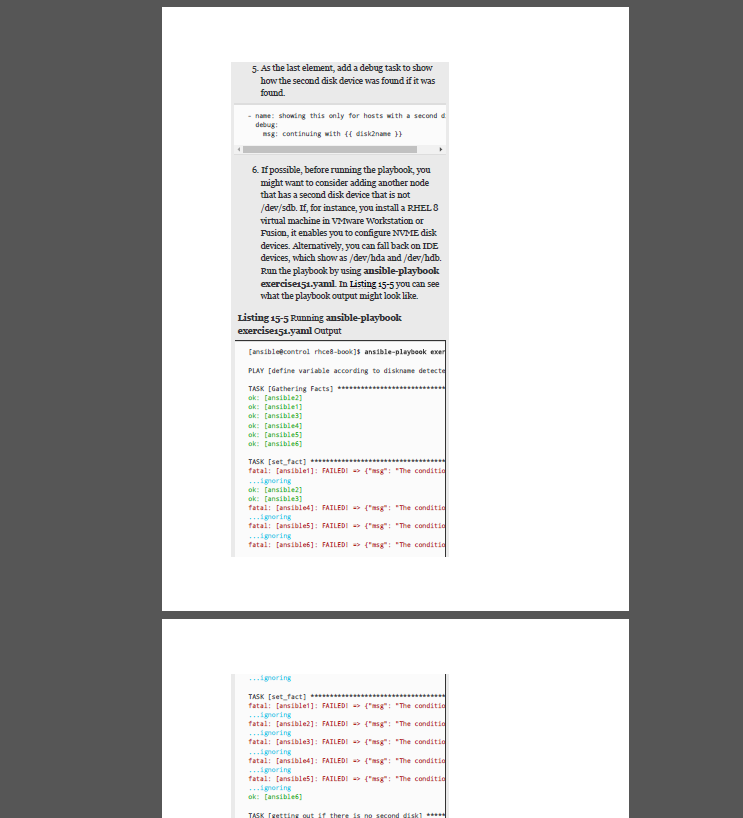 5. As the last element, add a debug task to show
how the second disk device was found if it was
found.
- name: showing this only for hosts with a second d
debug:
msg: continuing with {{ disk2name }}
6. If possible, before running the playbook, you
might want to consider adding another node
that has a second disk device that is not
/dev/sdb. If, for instance, you install a RHEL 8
virtual machine in VMware Workstation or
Fusion, it enables you to configure NVME disk
devices. Alternatively, you can fall back on IDE
devices, which show as /dev/hda and /dev/hdb.
Run the playbook by using ansible-playbook
exercise151.yaml. In Listing 15-5 you can see
what the playbook output might look like.
Listing 15-5 Running ansible-playbook
exercise151.yaml Output
[ansible@control rhce8-book]$ ansible-playbook exer
PLAY [define variable according to diskname detecte
TASK [Gathering Facts] ****************************
ok: [ansible2]
ok: [ansible1]
ok: [ansible3]
ok: [ansible4]
ok: [ansible5]
ok: [ansible6]
TASK [set_fact] ***********************************
fatal: [ansible1]: FAILED! => {"msg": "The conditio
...ignoring
ok: [ansible2]
ok: [ansible3]
fatal: [ansible4]: FAILED! => {"msg": "The conditio
...ignoring
fatal: [ansible5]: FAILED! => {"msg": "The conditio
...ignoring
fatal: [ansible6]: FAILED! => {"msg": "The conditio
...ignoring
TASK [set_fact] ***********************************
fatal: [ansible1]: FAILED! => {"msg": "The conditio
...ignoring
fatal: [ansible2]: FAILED! => {"msg": "The conditio
...ignoring
fatal: [ansible3]: FAILED! => {"msg": "The conditio
...ignoring
fatal: [ansible4]: FAILED! => {"msg": "The conditio
...ignoring
fatal: [ansible5]: FAILED! => {"msg": "The conditio
...ignoring
ok: [ansible6]
TASK [getting out if there is no second disk] *****